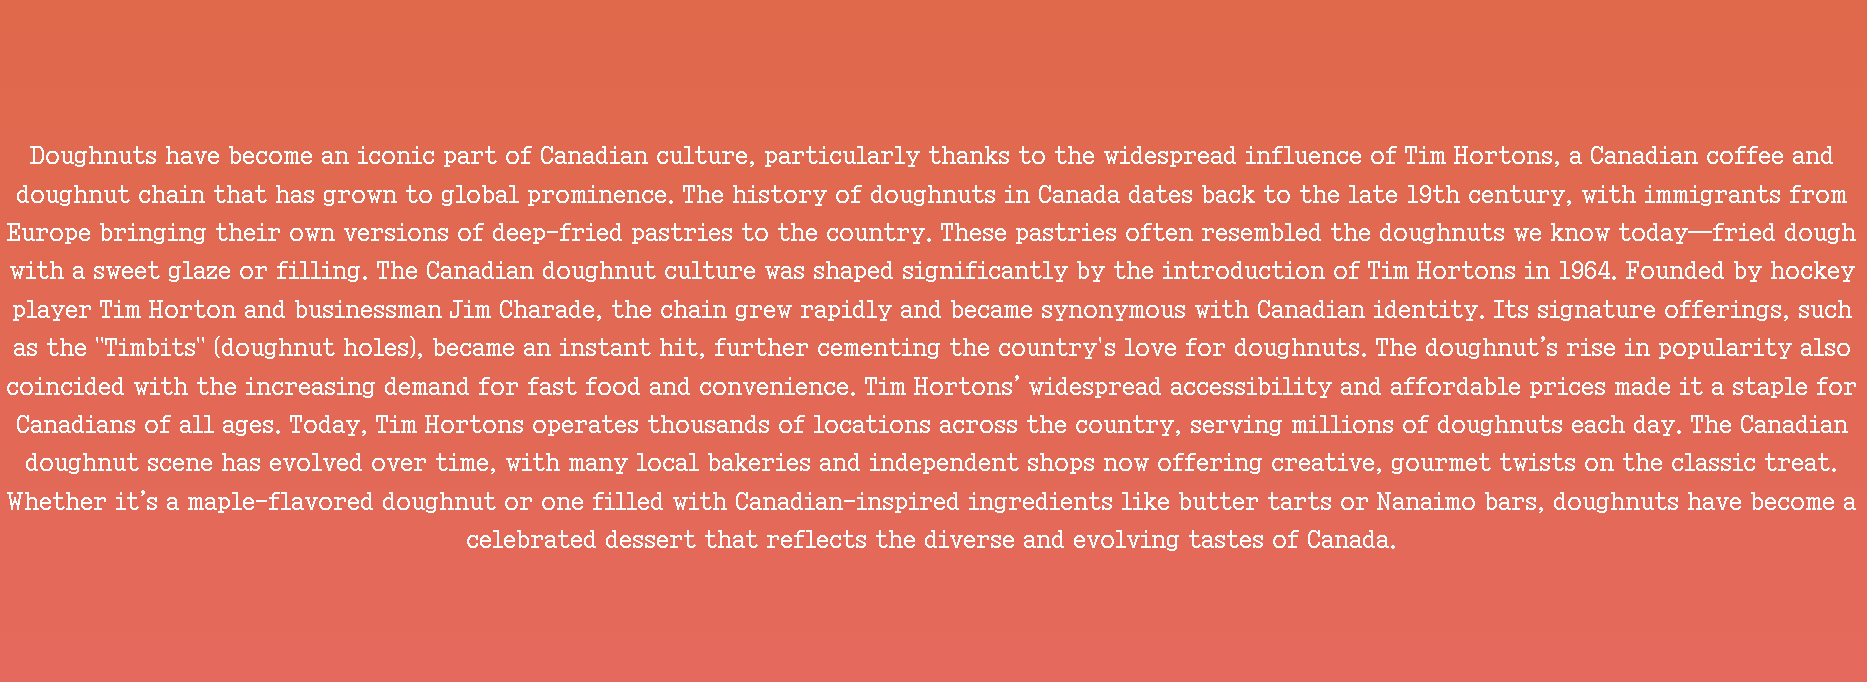 Doughnuts have become an iconic part of Canadian culture, particularly thanks to the widespread influence of Tim Hortons, a Canadian coffee and
doughnut chain that has grown to global prominence. The history of doughnuts in Canada dates back to the late 19th century, with immigrants from
Europe bringing their own versions of deep-fried pastries to the country. These pastries often resembled the doughnuts we know today—fried dough
with a sweet glaze or filling. The Canadian doughnut culture was shaped significantly by the introduction of Tim Hortons in 1964. Founded by hockey
player Tim Horton and businessman Jim Charade, the chain grew rapidly and became synonymous with Canadian identity. Its signature offerings, such
as the "Timbits" (doughnut holes), became an instant hit, further cementing the country's love for doughnuts. The doughnut’s rise in popularity also
coincided with the increasing demand for fast food and convenience. Tim Hortons’ widespread accessibility and affordable prices made it a staple for
Canadians of all ages. Today, Tim Hortons operates thousands of locations across the country, serving millions of doughnuts each day. The Canadian
doughnut scene has evolved over time, with many local bakeries and independent shops now offering creative, gourmet twists on the classic treat.
Whether it’s a maple-flavored doughnut or one filled with Canadian-inspired ingredients like butter tarts or Nanaimo bars, doughnuts have become a
celebrated dessert that reflects the diverse and evolving tastes of Canada.